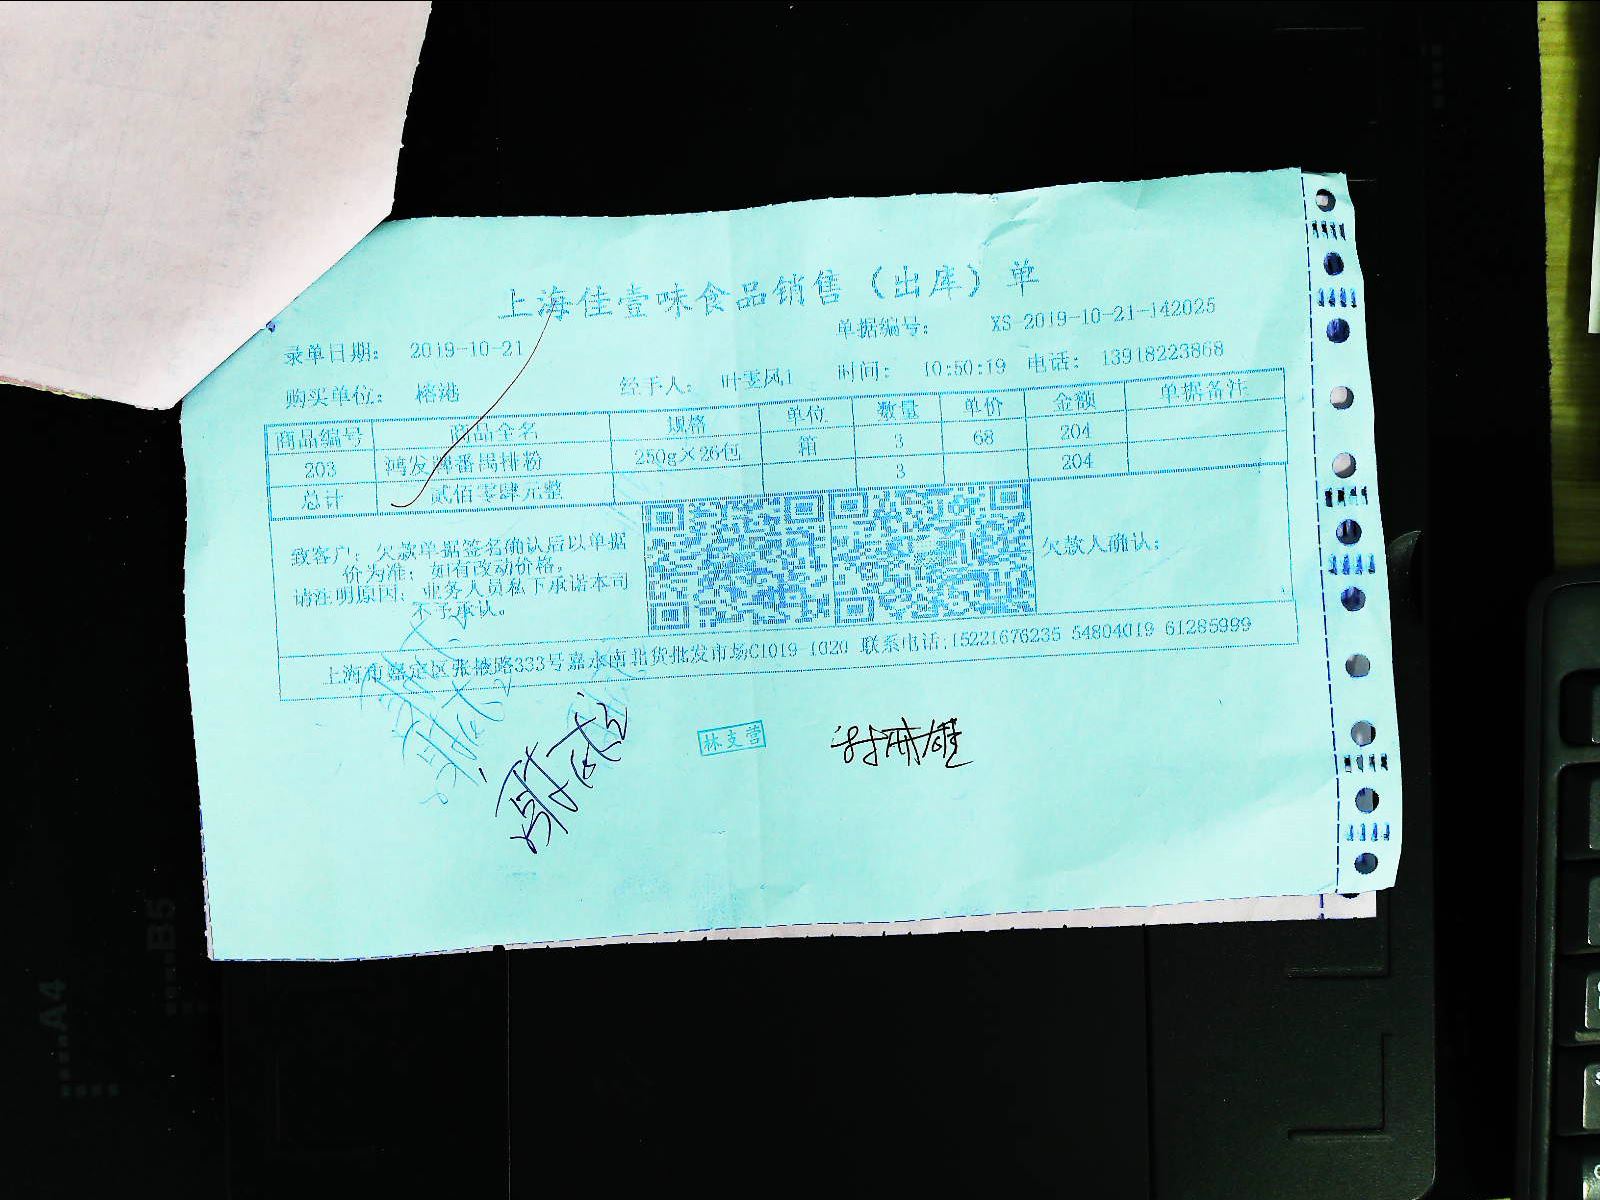 上海佳壹味食品销售（出库）单
单据编号： XS-2019-10-21-142025
录单日期： 2019-10-21
购买单位： 榕港 经手人： 叶雯凤1 时间： 10:50:19 电话： 13918223868
商品编号 商品全名 规格 单位 数量 单价 金额 单据备注
203 鸿发牌番禺排粉 250g×26包 箱 3 68 204
总计 贰佰零肆元整 3 204
致客户：欠款单据签名确认后以单据
价为准；如有改动价格，
请注明原因；业务人员私下承诺本司
不予承认。
欠款人确认：
上海市嘉定区张掖路333号嘉永南北货批发市场C1019-1020 联系电话:15221676235 54804019 61285999
林支营
B5
A4